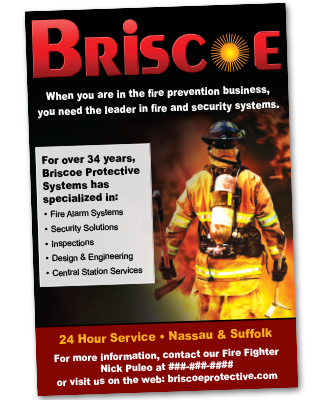 BRISCOE
When you are in the fire prevention business,
you need the leader in fire and security systems.
For over 34 years,
Briscoe Protective
Systems has
specialized in:
• Fire Alarm Systems
• Security Solutions
• Inspections
• Design & Engineering
• Central Station Services
24 Hour Service • Nassau & Suffolk
For more information, contact our Fire Fighter
Nick Puleo at ###-###-####
or visit us on the web: briscoeprotective.com